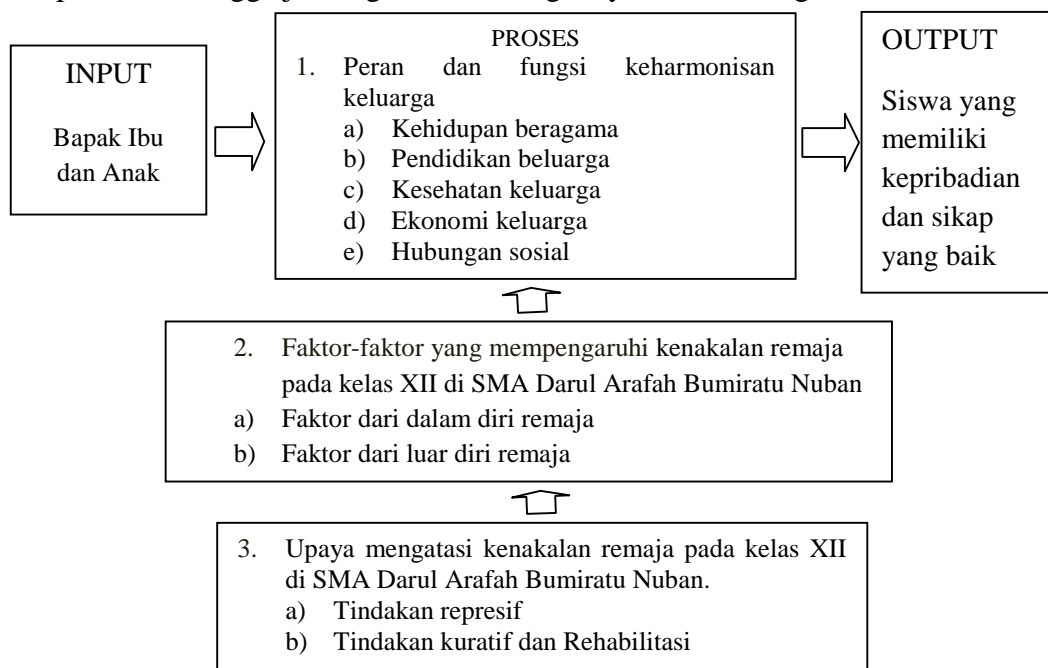 INPUT
Bapak Ibu
dan Anak
PROSES
1. Peran dan fungsi keharmonisan
keluarga
a) Kehidupan beragama
b) Pendidikan beluarga
c) Kesehatan keluarga
d) Ekonomi keluarga
e) Hubungan sosial
OUTPUT
Siswa yang
memiliki
kepribadian
dan sikap
yang baik
2. Faktor-faktor yang mempengaruhi kenakalan remaja
pada kelas XII di SMA Darul Arafah Bumiratu Nuban
a) Faktor dari dalam diri remaja
b) Faktor dari luar diri remaja
3. Upaya mengatasi kenakalan remaja pada kelas XII
di SMA Darul Arafah Bumiratu Nuban.
a) Tindakan represif
b) Tindakan kuratif dan Rehabilitasi